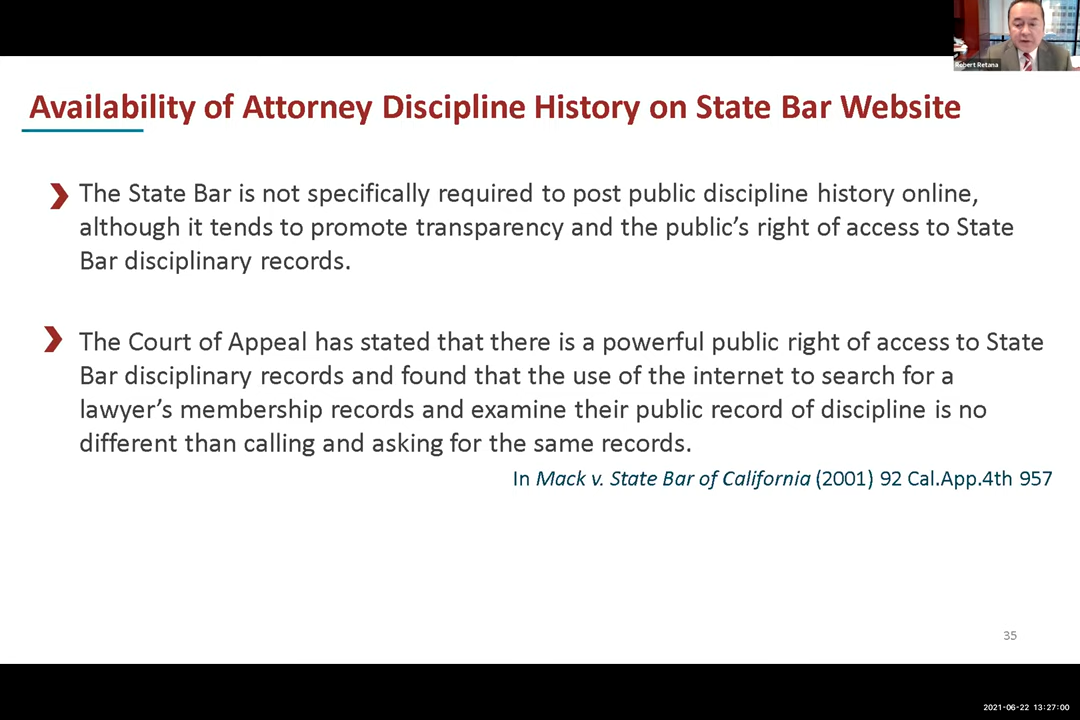 Robert Retana
Availability of Attorney Discipline History on State Bar Website
The State Bar is not specifically required to post public discipline history online,
although it tends to promote transparency and the public’s right of access to State
Bar disciplinary records.
The Court of Appeal has stated that there is a powerful public right of access to State
Bar disciplinary records and found that the use of the internet to search for a
lawyer’s membership records and examine their public record of discipline is no
different than calling and asking for the same records.
In Mack v. State Bar of California (2001) 92 Cal.App.4th 957
35
2021-06-22 13:27:00